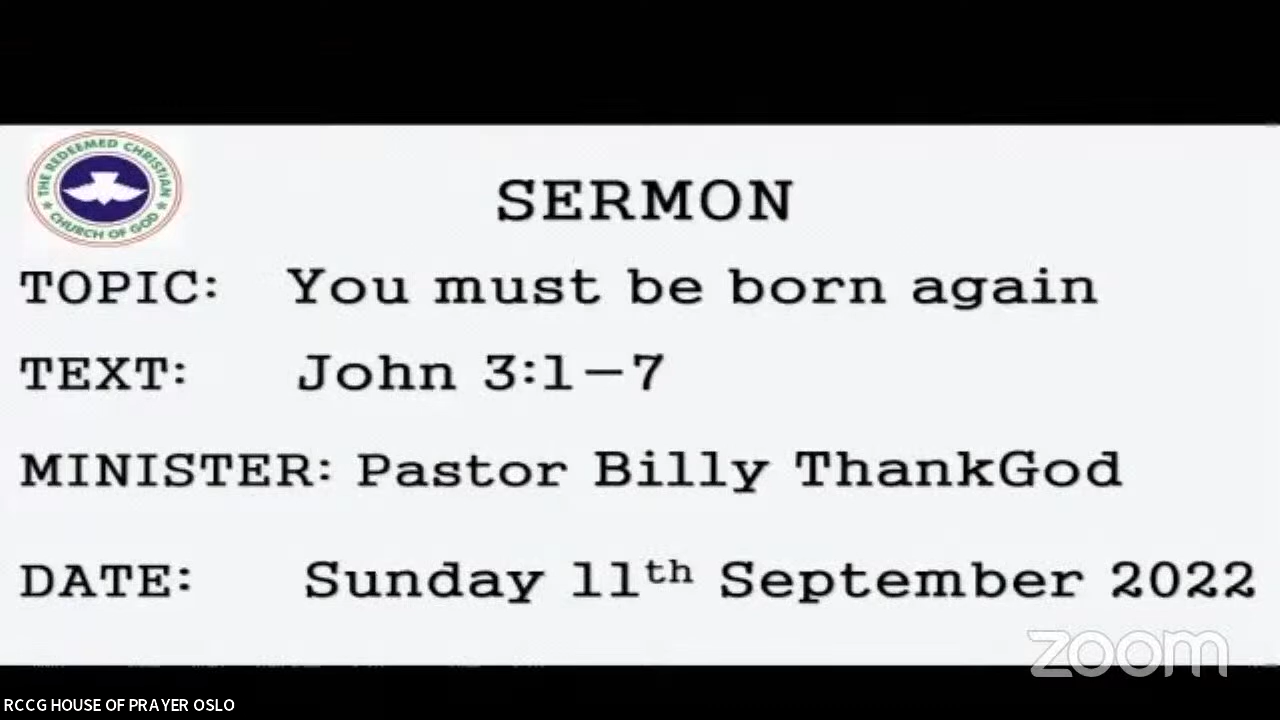 THE REDEEMED CHRISTIAN
CHURCH OF GOD
SERMON
TOPIC: You must be born again
TEXT: John 3:1–7
MINISTER: Pastor Billy ThankGod
DATE: Sunday 11th September 2022
zoom
RCCG HOUSE OF PRAYER OSLO